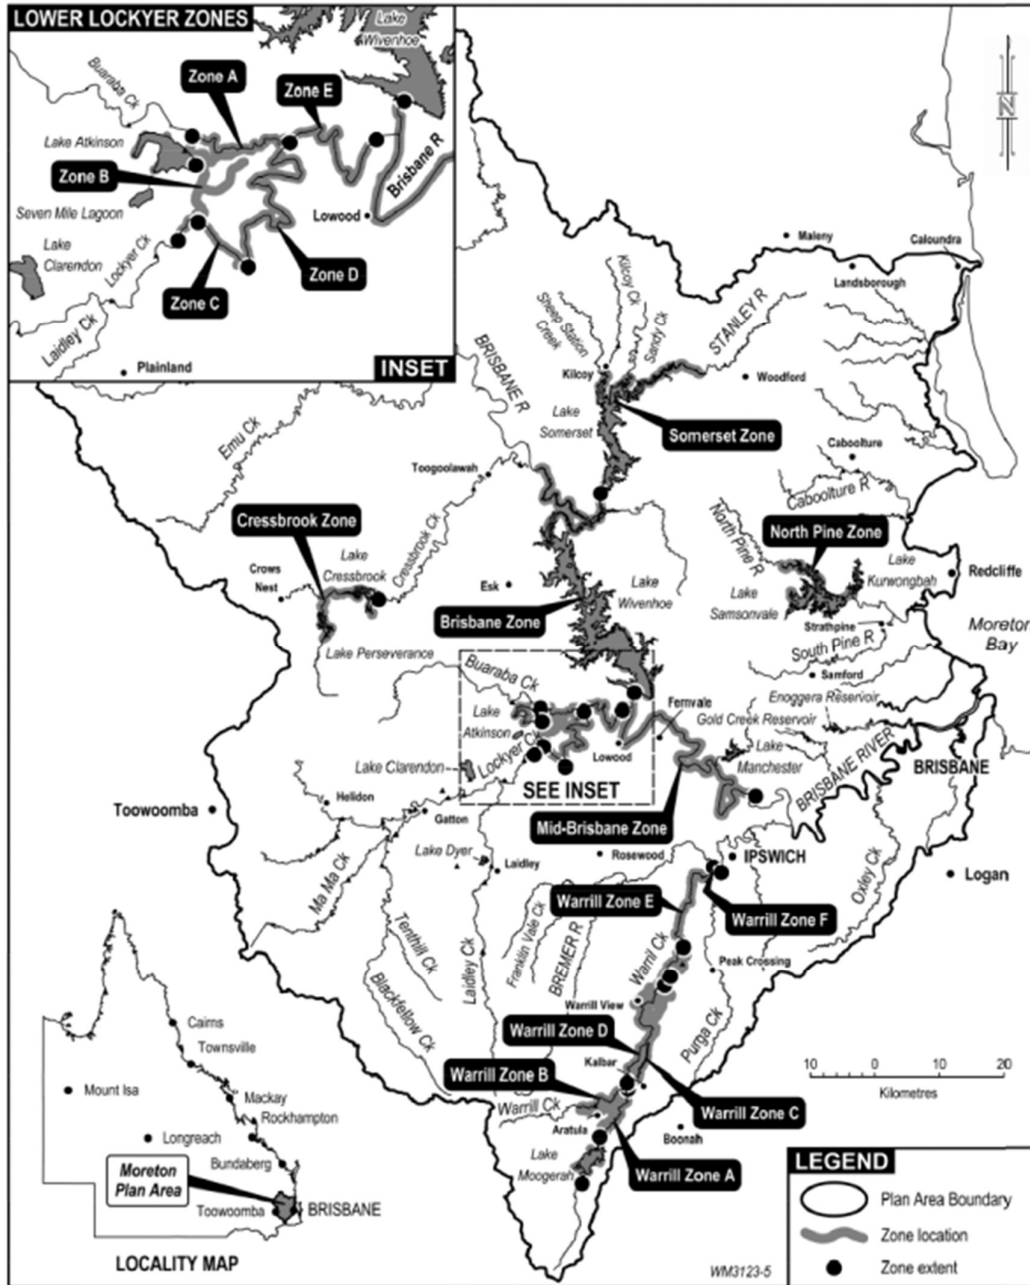 LOWER LOCKYER ZONES
Lake
Wivenhoe
Buaraba Ck
Zone A
Zone E
Lake Atkinson
Zone B
Brisbane R
Seven Mile Lagoon
Lowood
Lake
Clarendon
Lockyer Ck
Zone D
Zone C
Laidley Ck
Plainland
INSET
N
Maleny
Caloundra
Landsborough
Kilcoy Ck
Sheep Station
Creek
Sandy Ck
STANLEY R
BRISBANE R
Kilcoy
Woodford
Lake
Somerset
Somerset Zone
Emu Ck
Caboolture
Toogoolawah
Caboolture R
Cressbrook Zone
Cressbrook Ck
North Pine R
North Pine Zone
Lake
Cressbrook
Crows
Nest
Esk
Lake
Wivenhoe
Lake
Kurwongbah
Redcliffe
Lake
Samsonvale
Brisbane Zone
Strathpine
Moreton
Bay
South Pine R
Lake Perseverance
Samford
Buaraba Ck
Enoggera Reservoir
Fernvale
Gold Creek Reservoir
Lake
Atkinson
Lockyer Ck
Lowood
Lake
Manchester
Lake Clarendon
BRISBANE RIVER
BRISBANE
SEE INSET
Helidon
Toowoomba
Gatton
Mid-Brisbane Zone
Lake Dyer
Laidley
Rosewood
IPSWICH
Oxley Ck
Logan
Ma Ma Ck
Warrill Zone E
Warrill Zone F
Tenthill Ck
Laidley Ck
Franklin Vale Ck
BREMER R
Warril Ck
Peak Crossing
Blackfellow Ck
Warrill View
Purga Ck
Warrill Zone D
Kalbar
Warrill Zone B
Warrill Ck
Warrill Zone C
Aratula
Boonah
Lake
Moogerah
Warrill Zone A
10 0 10 20
Kilometres
Cairns
Townsville
Mount Isa
Mackay
Rockhampton
Longreach
Bundaberg
Moreton
Plan Area
Toowoomba
BRISBANE
LOCALITY MAP
LEGEND
Plan Area Boundary
Zone location
Zone extent
WM3123-5